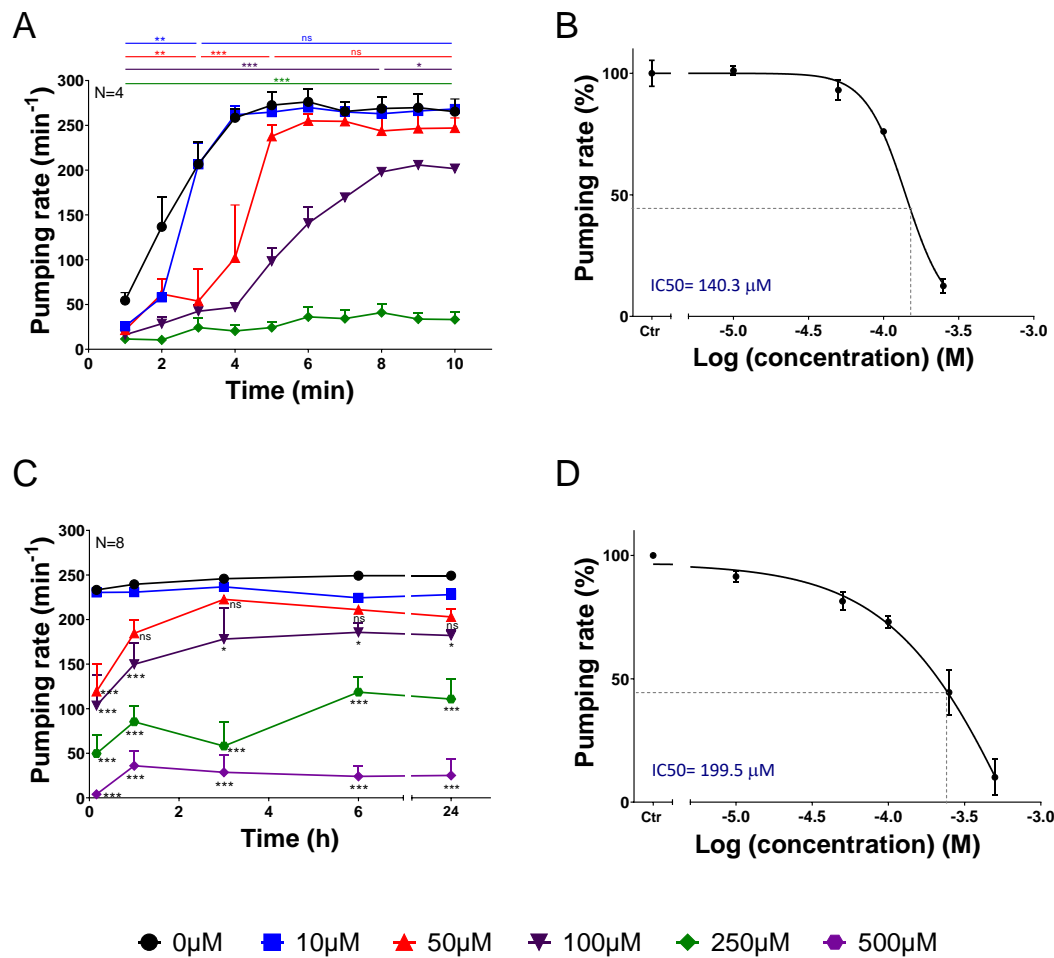 A
** ns
** *** ns
*** *
***
N=4
300
250
200
150
100
50
0
Pumping rate (min⁻¹)
0 2 4 6 8 10
Time (min)
B
100
50
0
Pumping rate (%)
IC50= 140.3 µM
Ctr -5.0 -4.5 -4.0 -3.5 -3.0
Log (concentration) (M)
C
N=8
300
250
200
150
100
50
0
Pumping rate (min⁻¹)
ns
ns ns ns
* * *
***
***
***
*** *** *** *** ***
*** *** *** *** ***
0 2 4 6 24
Time (h)
D
100
50
0
Pumping rate (%)
IC50= 199.5 µM
Ctr -5.0 -4.5 -4.0 -3.5 -3.0
Log (concentration) (M)
0µM 10µM 50µM 100µM 250µM 500µM